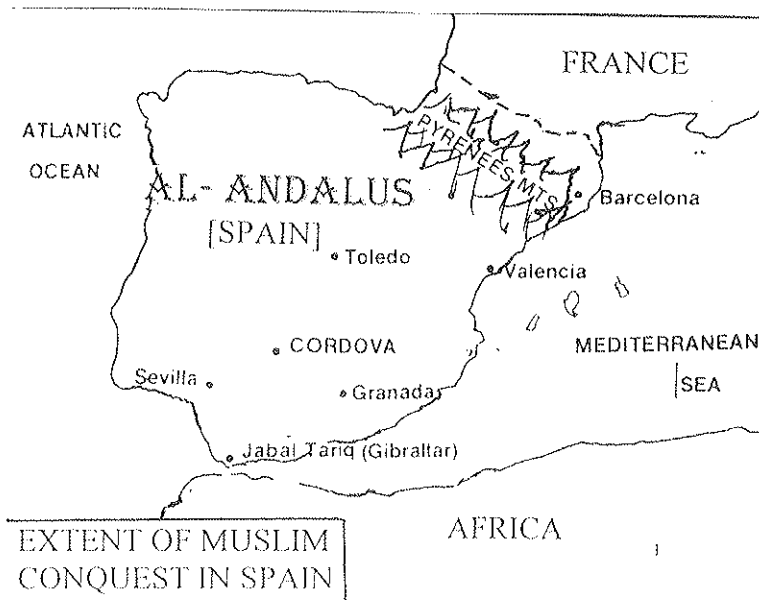 FRANCE
ATLANTIC
OCEAN
PYRENEES MTS
AL-ANDALUS
[SPAIN]
Barcelona
Toledo
Valencia
CORDOVA
MEDITERRANEAN
SEA
Sevilla
Granada
Jabal Tariq (Gibraltar)
AFRICA
EXTENT OF MUSLIM
CONQUEST IN SPAIN